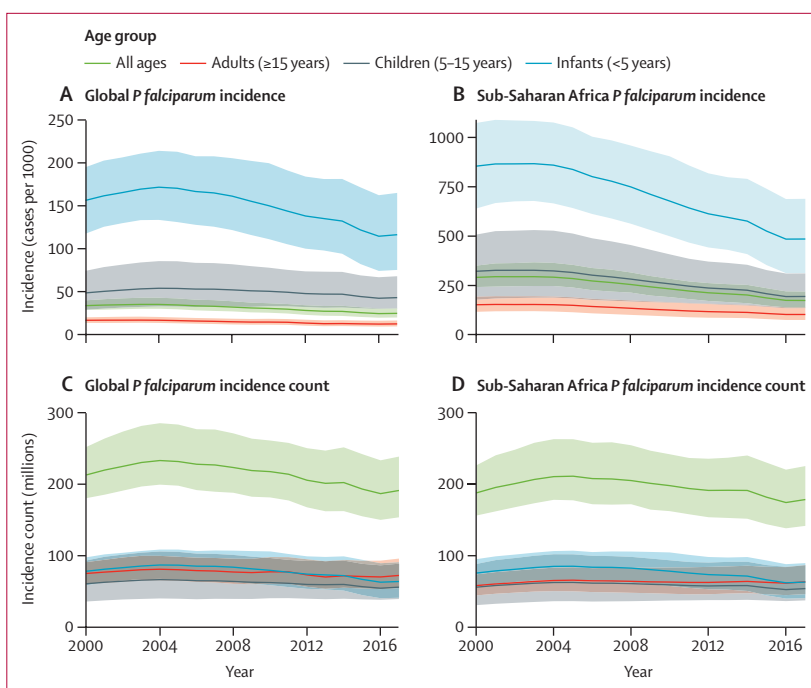 Age group
All ages Adults (≥15 years) Children (5–15 years) Infants (<5 years)
A Global P falciparum incidence
250
200
150
100
50
0
Incidence (cases per 1000)
B Sub-Saharan Africa P falciparum incidence
1000
750
500
250
0
C Global P falciparum incidence count
300
200
100
0
Incidence count (millions)
2000 2004 2008 2012 2016
Year
D Sub-Saharan Africa P falciparum incidence count
300
200
100
0
2000 2004 2008 2012 2016
Year